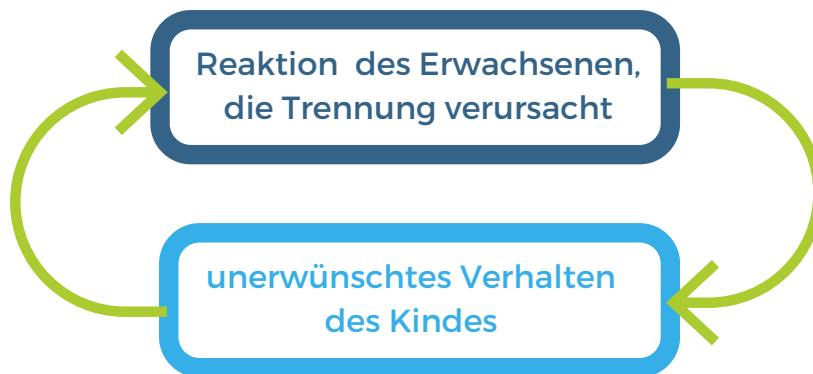 Reaktion des Erwachsenen,
die Trennung verursacht
unerwünschtes Verhalten
des Kindes